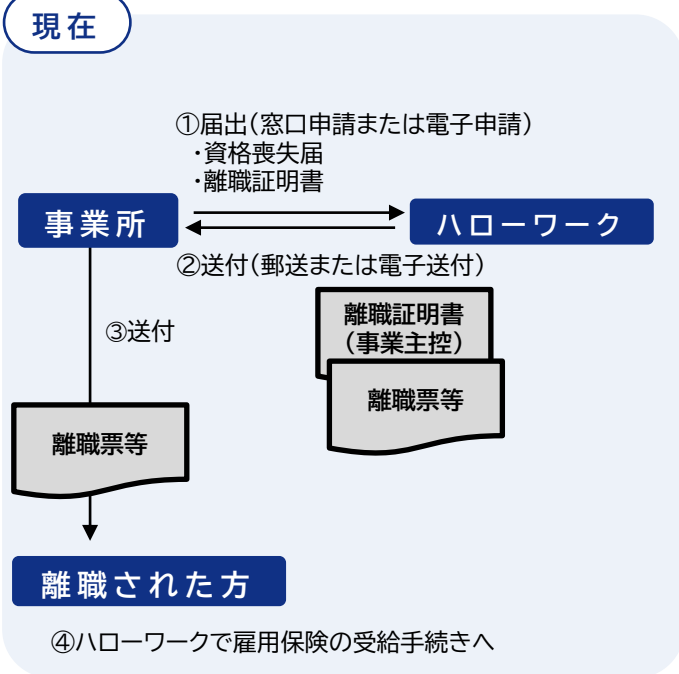 現在
①届出(窓口申請または電子申請)
・資格喪失届
・離職証明書
事業所
ハローワーク
②送付(郵送または電子送付)
離職証明書
(事業主控)
離職票等
③送付
離職票等
離職された方
④ハローワークで雇用保険の受給手続きへ